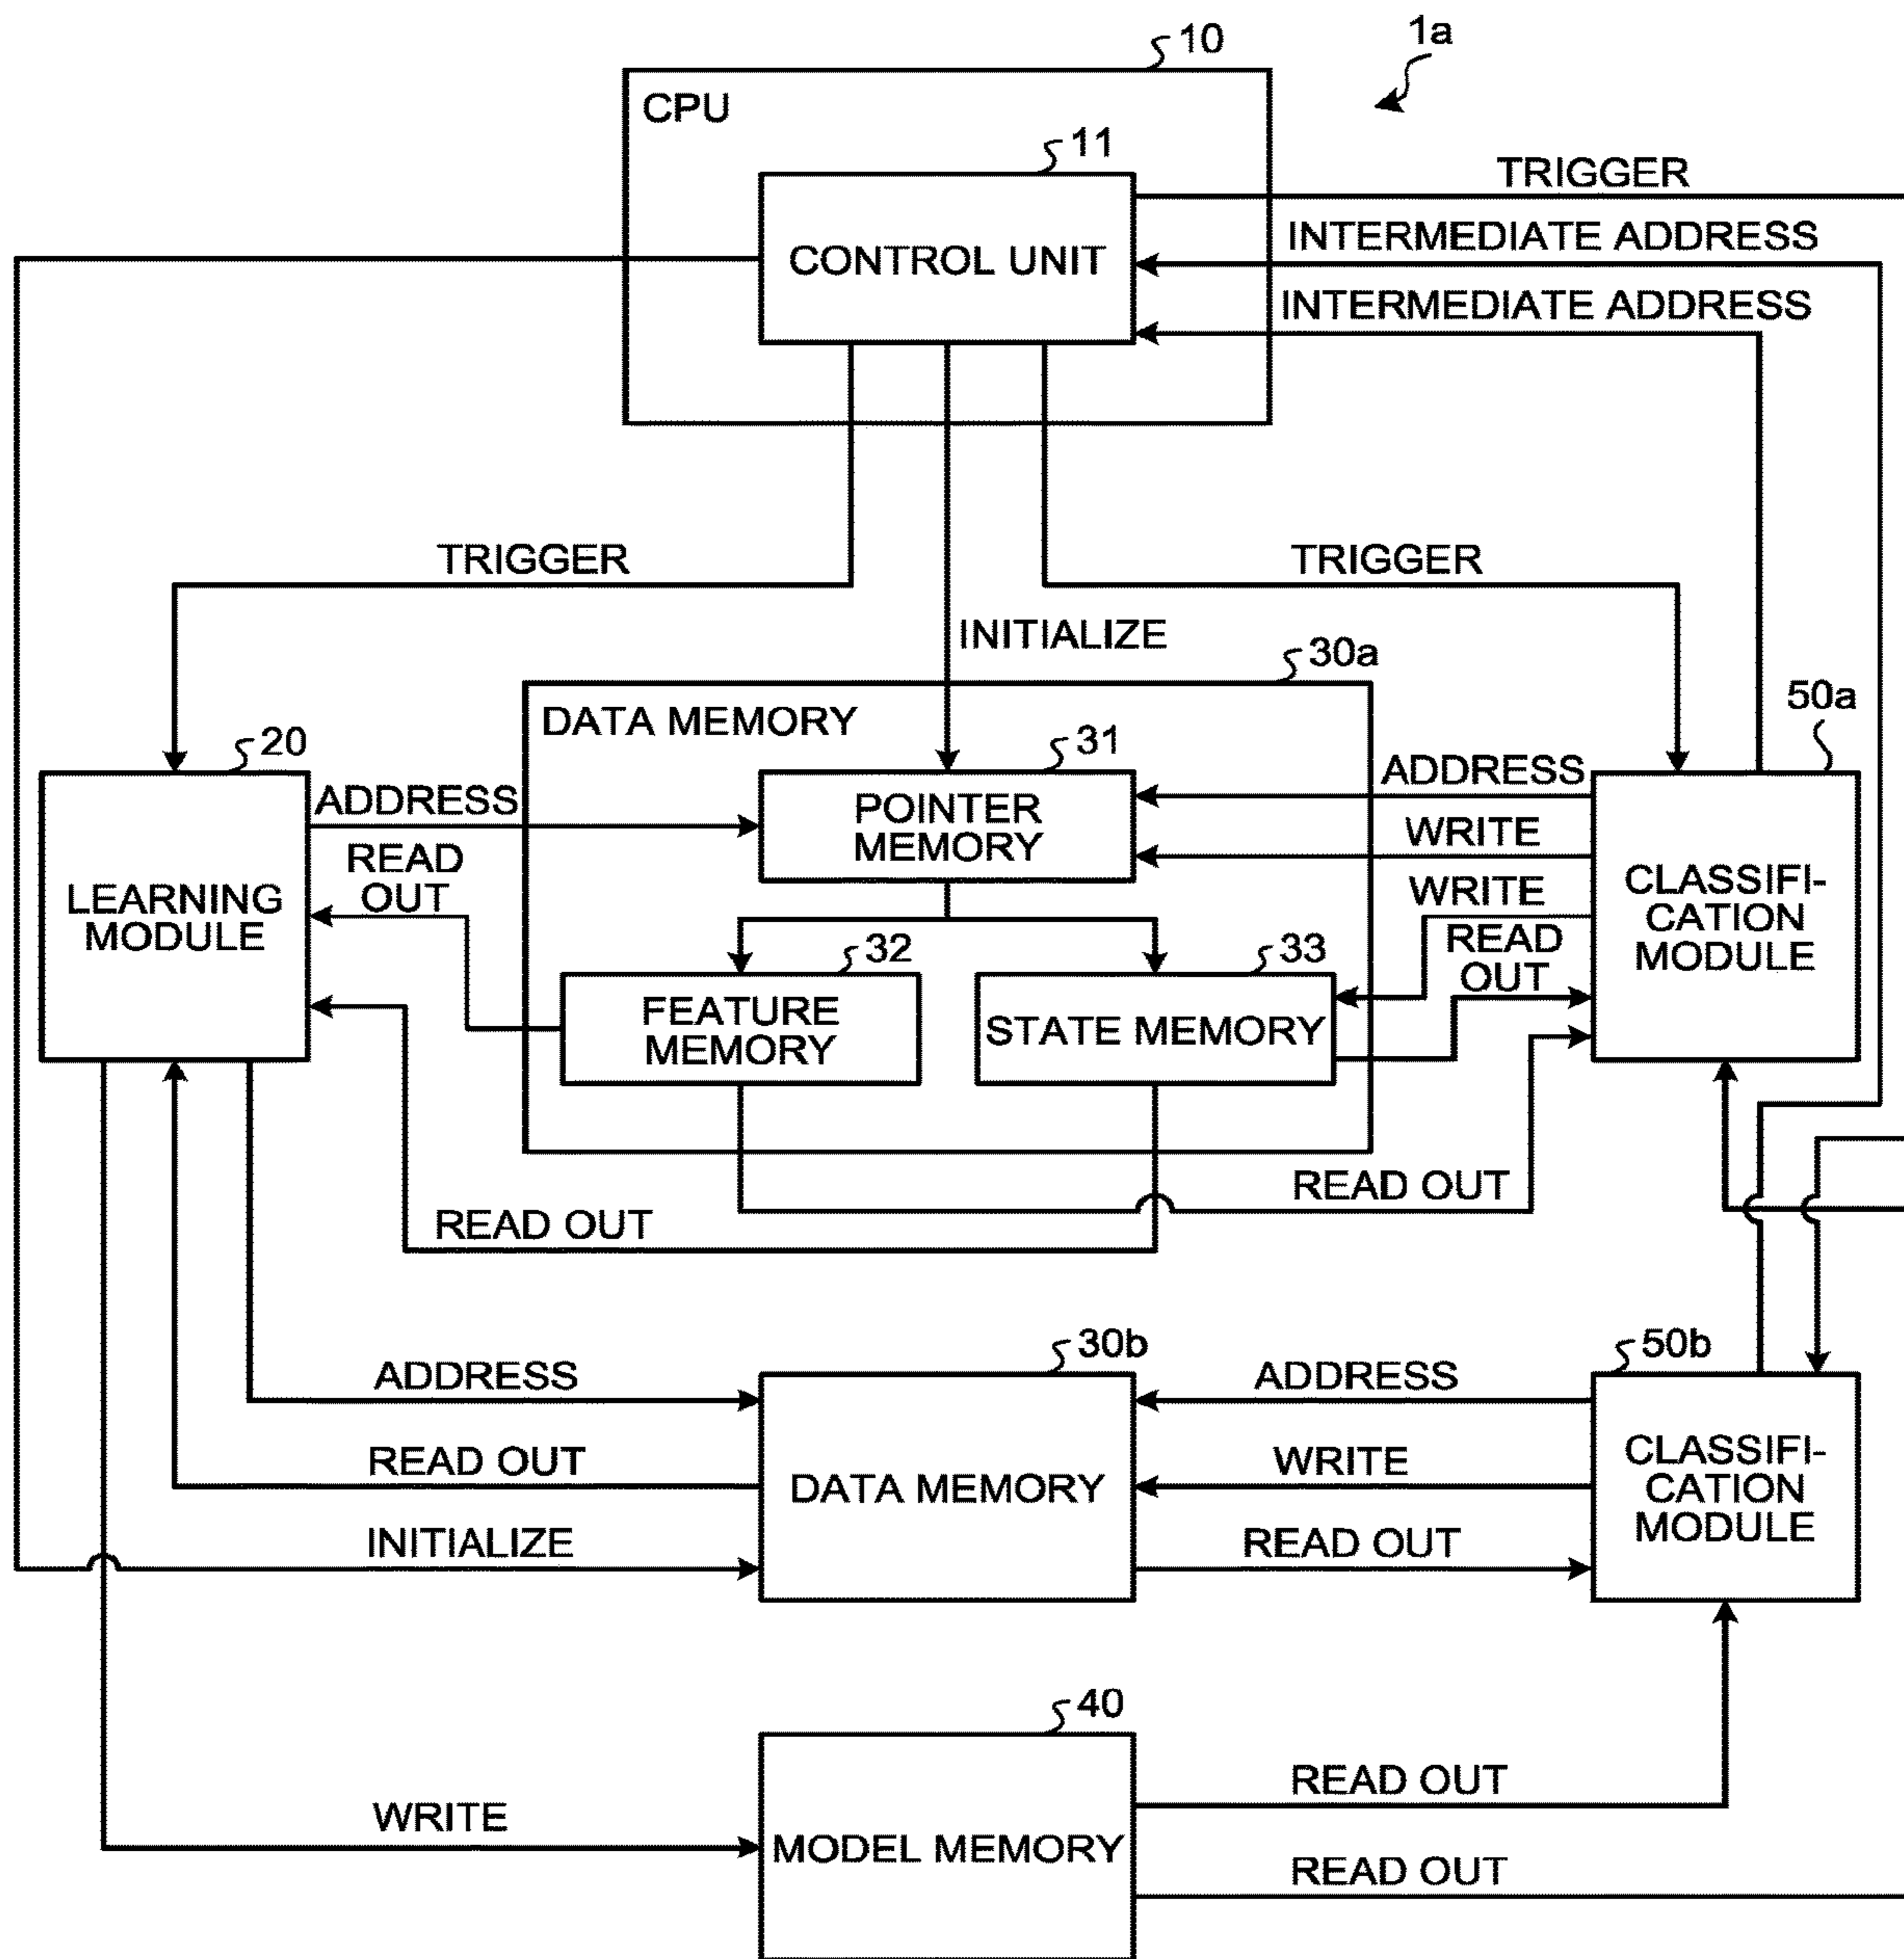 10
1a
CPU
11
TRIGGER
CONTROL UNIT
INTERMEDIATE ADDRESS
INTERMEDIATE ADDRESS
TRIGGER
TRIGGER
INITIALIZE
30a
50a
DATA MEMORY
20
31
ADDRESS
ADDRESS
POINTER
MEMORY
WRITE
READ
OUT
LEARNING
MODULE
CLASSIFI-
CATION
MODULE
WRITE
READ
OUT
32
33
FEATURE
MEMORY
STATE MEMORY
READ OUT
READ OUT
30b
50b
ADDRESS
ADDRESS
READ OUT
DATA MEMORY
WRITE
CLASSIFI-
CATION
MODULE
INITIALIZE
READ OUT
40
READ OUT
WRITE
MODEL MEMORY
READ OUT